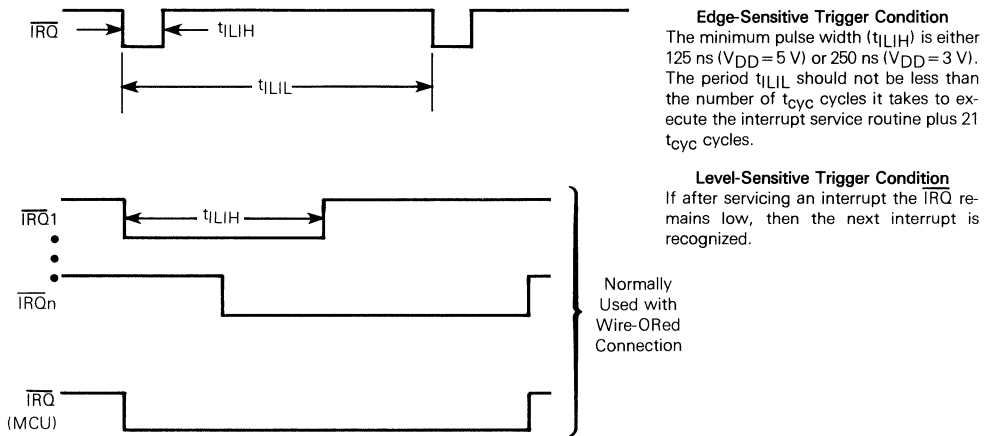 IRQ
tILIH
tILIL
Edge-Sensitive Trigger Condition
The minimum pulse width (tILIH) is either
125 ns (VDD=5 V) or 250 ns (VDD=3 V).
The period tILIL should not be less than
the number of tcyc cycles it takes to ex-
ecute the interrupt service routine plus 21
tcyc cycles.
Level-Sensitive Trigger Condition
If after servicing an interrupt the IRQ re-
mains low, then the next interrupt is
recognized.
IRQ1
tILIH
IRQn
Normally
Used with
Wire-ORed
Connection
IRQ
(MCU)